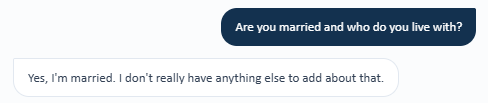 Are you married and who do you live with?
Yes, I'm married. I don't really have anything else to add about that.